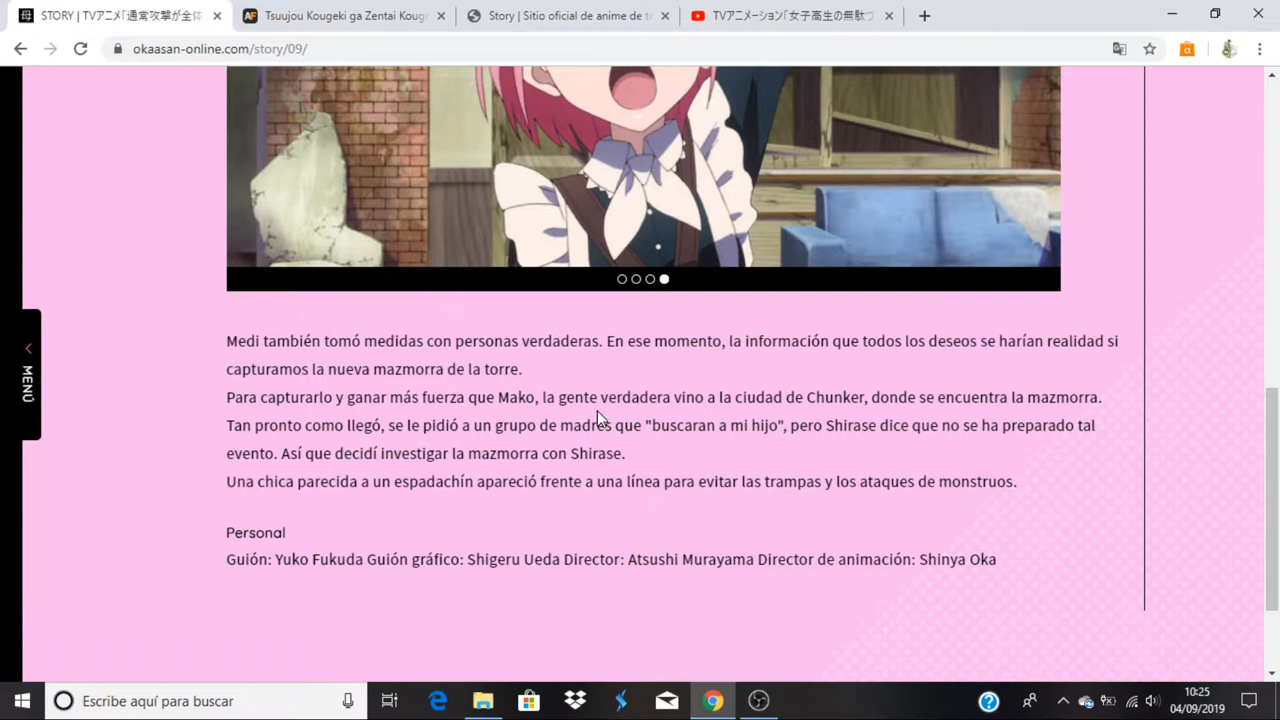 STORY | TVアニメ「通常攻撃が全体
Tsuujou Kougeki ga Zentai Kouge
Story | Sitio oficial de anime de te
TVアニメーション「女子高生の無駄づ
okaasan-online.com/story/09/
MENÚ
Medi también tomó medidas con personas verdaderas. En ese momento, la información que todos los deseos se harían realidad si
capturamos la nueva mazmorra de la torre.
Para capturarlo y ganar más fuerza que Mako, la gente verdadera vino a la ciudad de Chunker, donde se encuentra la mazmorra.
Tan pronto como llegó, se le pidió a un grupo de madres que "buscaran a mi hijo", pero Shirase dice que no se ha preparado tal
evento. Así que decidí investigar la mazmorra con Shirase.
Una chica parecida a un espadachín apareció frente a una línea para evitar las trampas y los ataques de monstruos.
Personal
Guión: Yuko Fukuda Guión gráfico: Shigeru Ueda Director: Atsushi Murayama Director de animación: Shinya Oka
Escribe aquí para buscar
10:25
04/09/2019